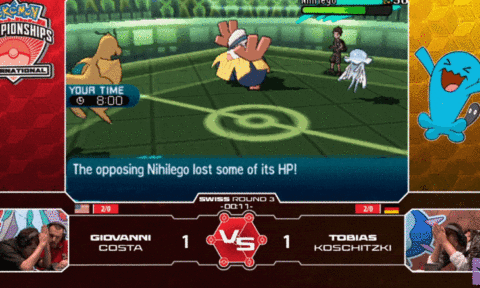 Pokémon
CHAMPIONSHIPS
INTERNATIONAL
Nihilego
YOUR TIME
8:00
The opposing Nihilego lost some of its HP!
SWISS ROUND 3
-00:11-
2/0
2/0
GIOVANNI
COSTA
1
VS
1
TOBIAS
KOSCHITZKI